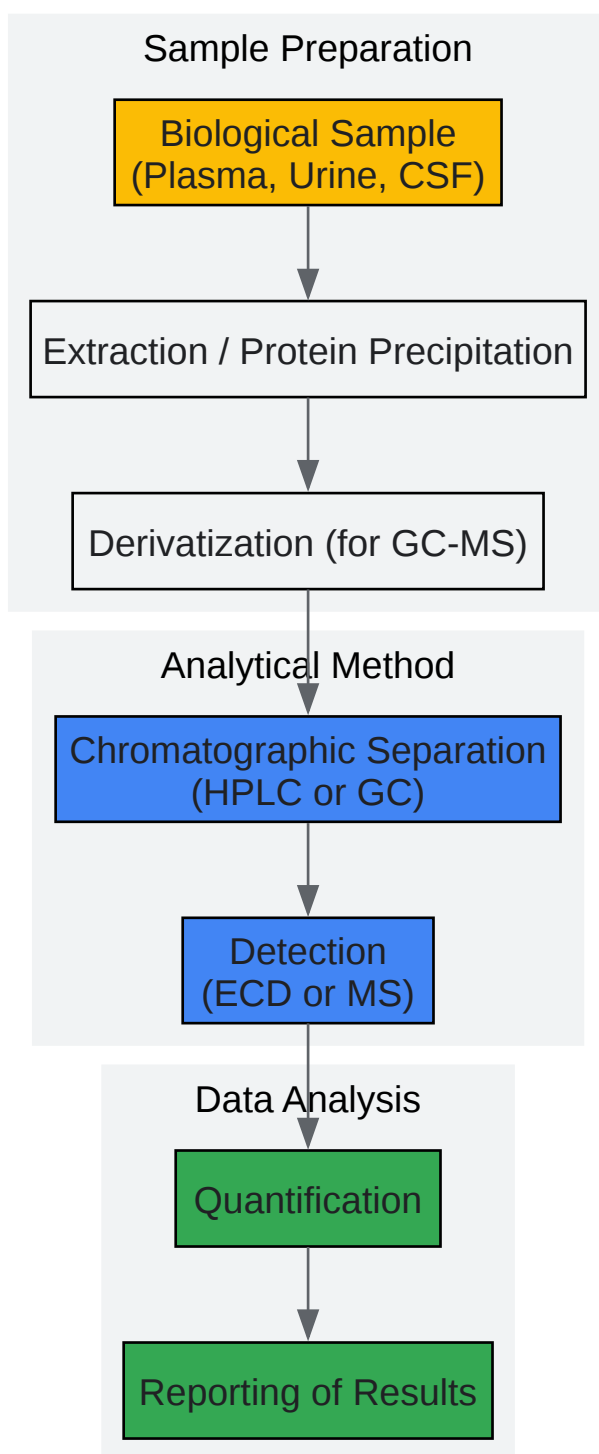 Sample Preparation
Biological Sample
(Plasma, Urine, CSF)
Extraction / Protein Precipitation
Derivatization (for GC-MS)
Analytical Method
Chromatographic Separation
(HPLC or GC)
Detection
(ECD or MS)
Data Analysis
Quantification
Reporting of Results